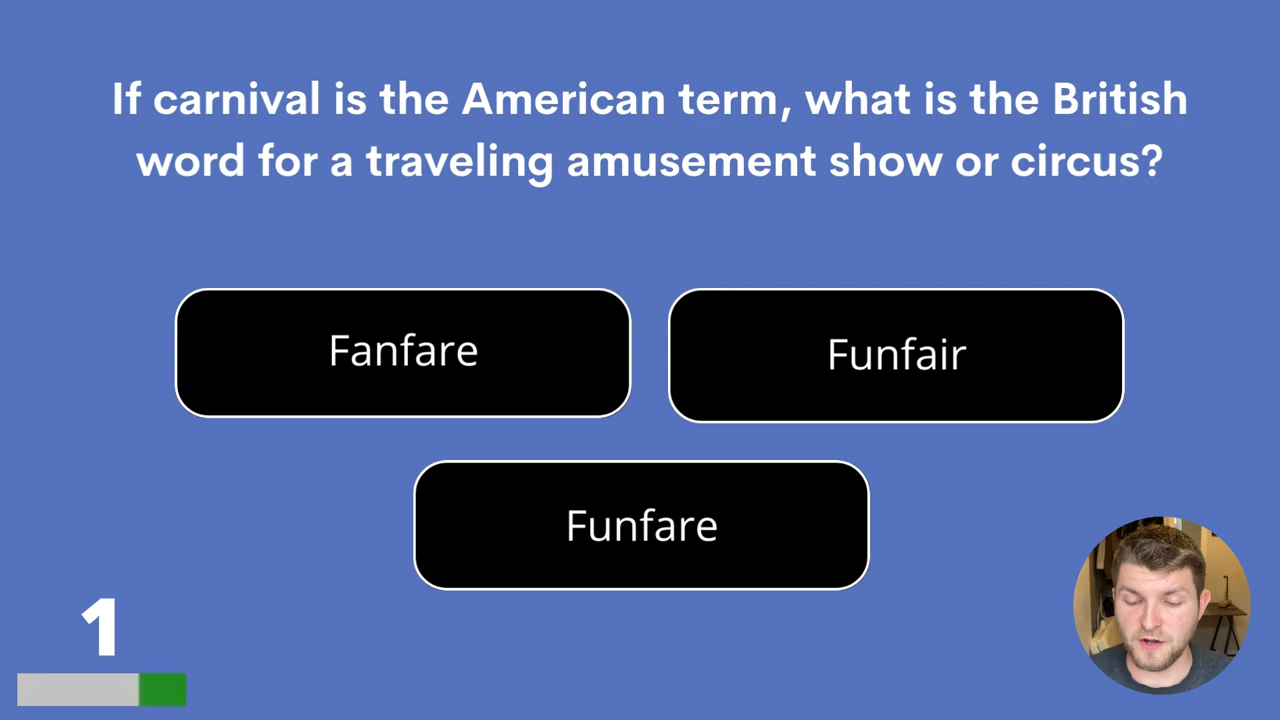 If carnival is the American term, what is the British
word for a traveling amusement show or circus?
Fanfare
Funfair
Funfare
1